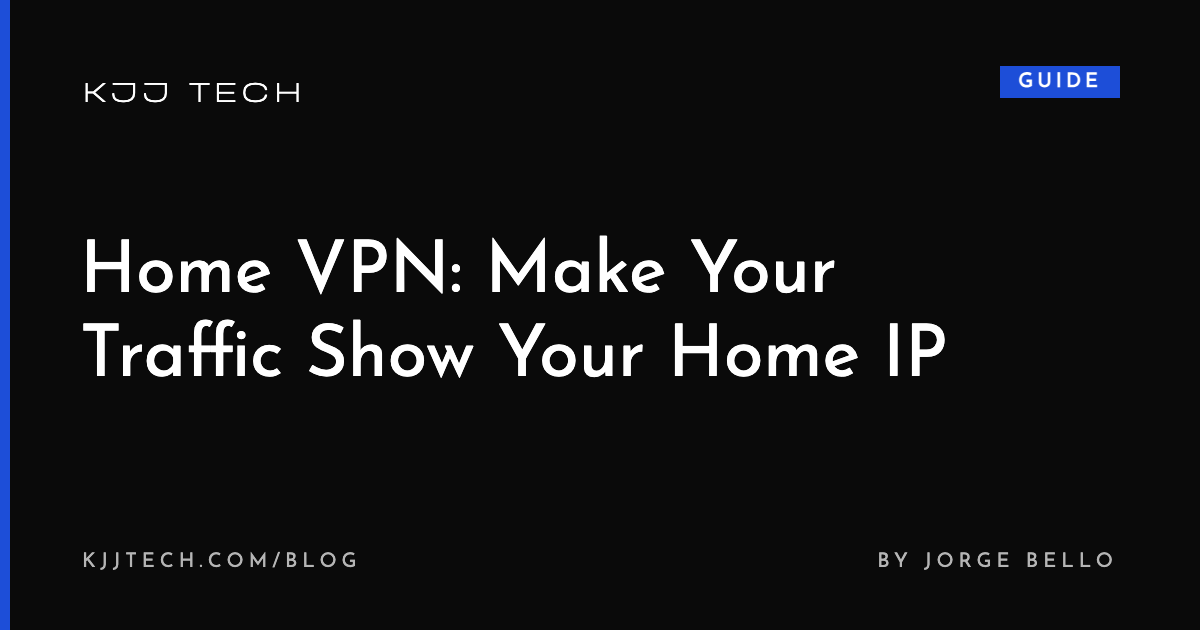 KJJ TECH
GUIDE
Home VPN: Make Your
Traffic Show Your Home IP
KJJTECH.COM/BLOG
BY JORGE BELLO